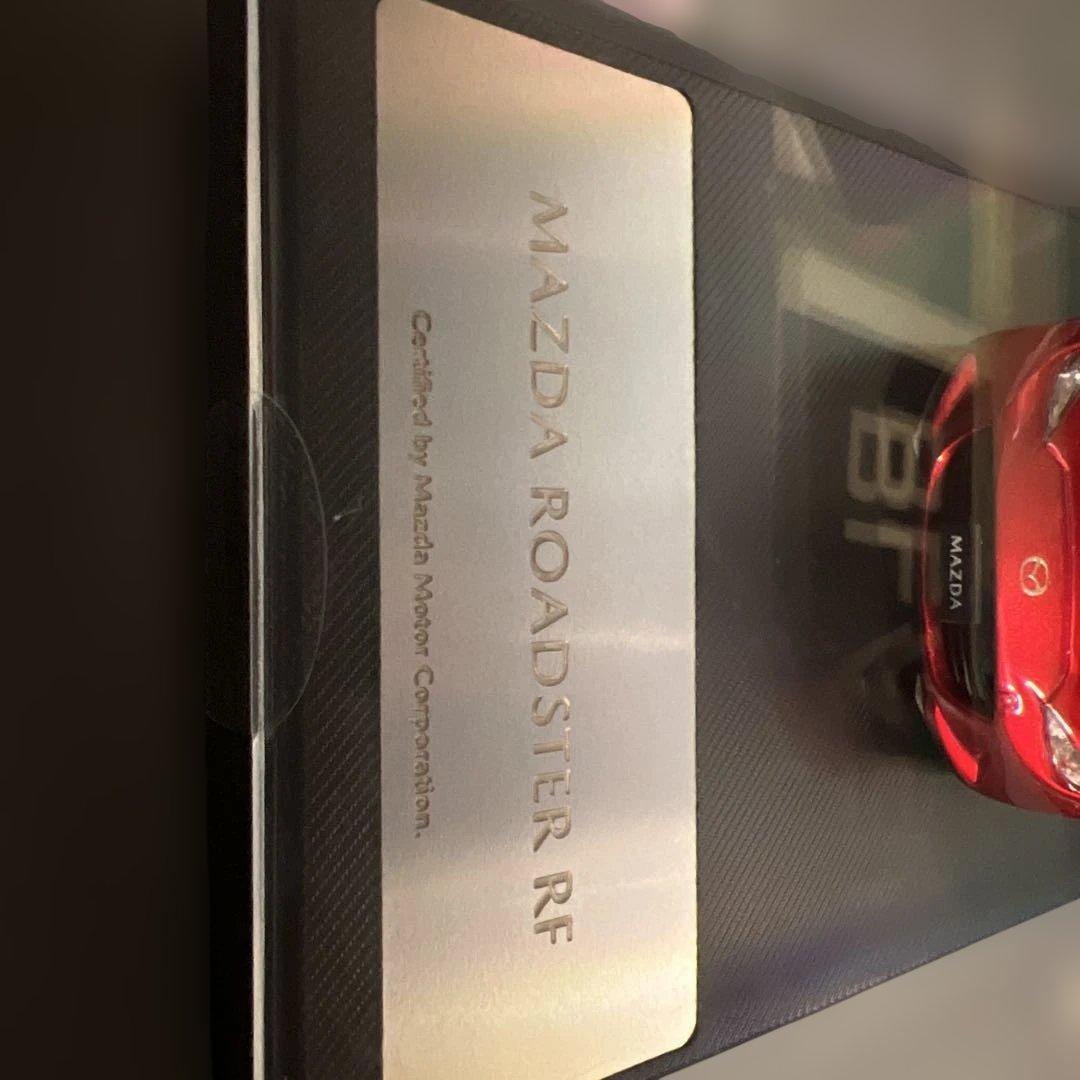 MAZDA ROADSTER RF
Certified by Mazda Motor Corporation.
MAZDA